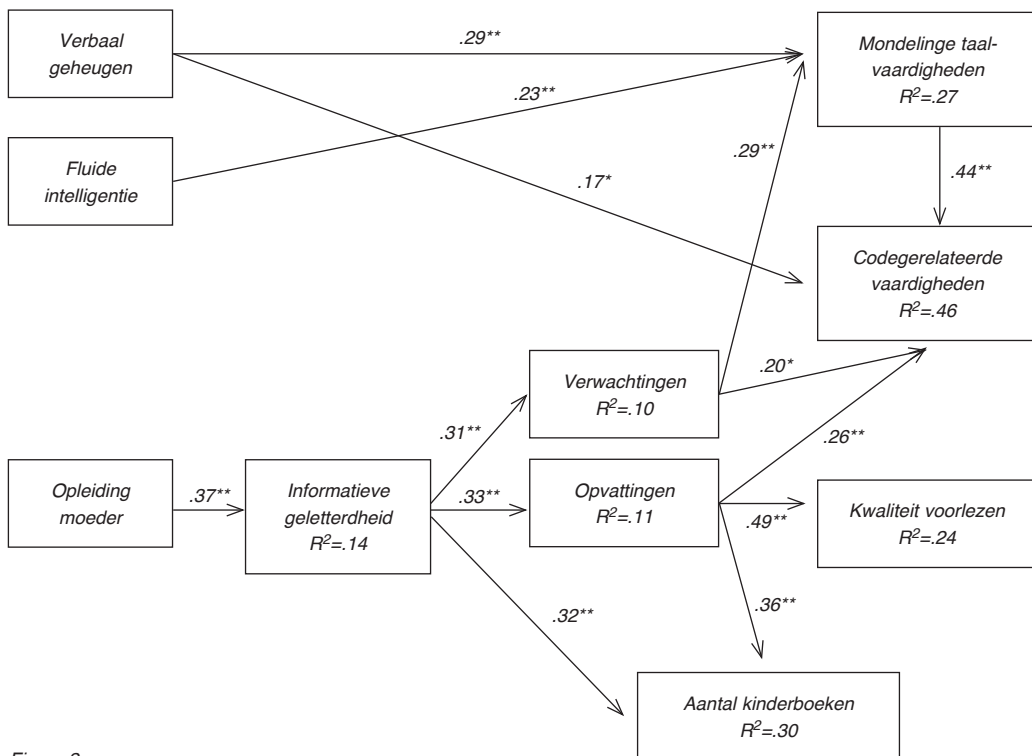 Verbaal
geheugen
.29**
Mondelinge taal-
vaardigheden
R²=.27
.23**
Fluide
intelligentie
.17*
.29**
.44**
Codegerelateerde
vaardigheden
R²=.46
Verwachtingen
R²=.10
.20*
.31**
.26**
Opleiding
moeder
.37**
Informatieve
geletterdheid
R²=.14
.33**
Opvattingen
R²=.11
.49**
Kwaliteit voorlezen
R²=.24
.32**
.36**
Aantal kinderboeken
R²=.30